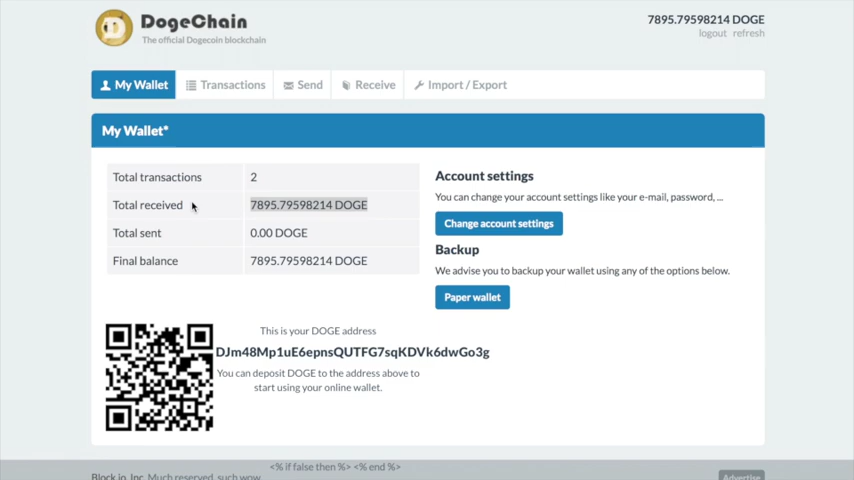 DogeChain
The official Dogecoin blockchain
7895.79598214 DOGE
logout refresh
My Wallet Transactions Send Receive Import / Export
My Wallet*
Total transactions 2
Total received 7895.79598214 DOGE
Total sent 0.00 DOGE
Final balance 7895.79598214 DOGE
Account settings
You can change your account settings like your e-mail, password, ...
Change account settings
Backup
We advise you to backup your wallet using any of the options below.
Paper wallet
This is your DOGE address
DJm48Mp1uE6epnsQUTFG7sqKDVk6dwGo3g
You can deposit DOGE to the address above to
start using your online wallet.
<% if false then %> <% end %>
Block.io, Inc. Much reserved, such wow.
Advertise